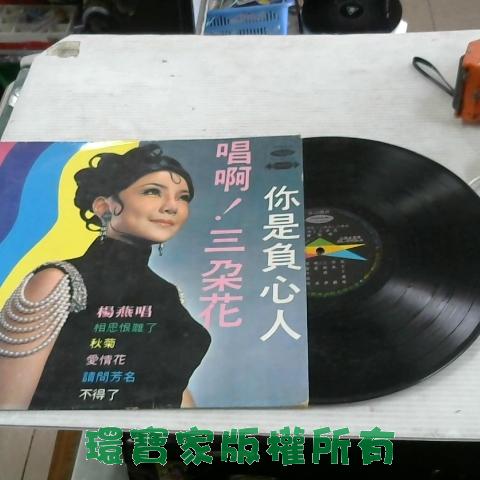 唱啊！三朵花
你是負心人
楊燕唱
相思恨難了
秋菊
愛情花
請問芳名
不得了
環寶家版權所有